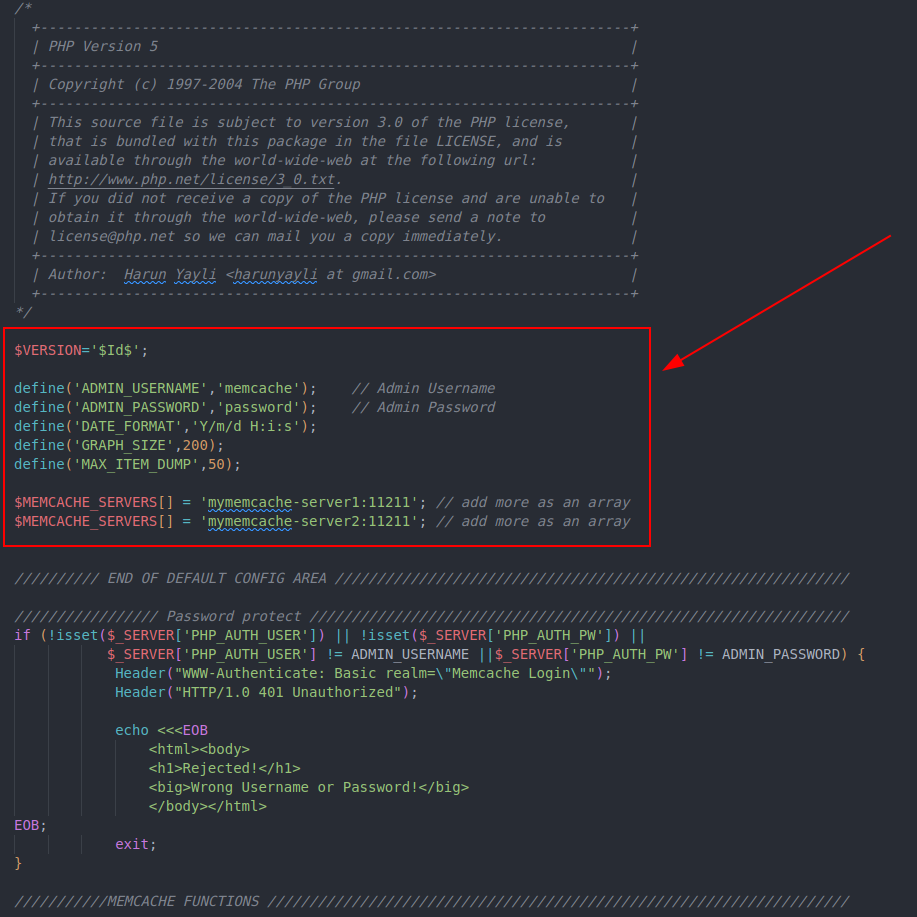 /*
  +----------------------------------------------------------------------+
  | PHP Version 5                                                        |
  +----------------------------------------------------------------------+
  | Copyright (c) 1997-2004 The PHP Group                                |
  +----------------------------------------------------------------------+
  | This source file is subject to version 3.0 of the PHP license,       |
  | that is bundled with this package in the file LICENSE, and is        |
  | available through the world-wide-web at the following url:           |
  | http://www.php.net/license/3_0.txt.                                  |
  | If you did not receive a copy of the PHP license and are unable to   |
  | obtain it through the world-wide-web, please send a note to          |
  | license@php.net so we can mail you a copy immediately.               |
  +----------------------------------------------------------------------+
  | Author:  Harun Yayli <harunyayli at gmail.com>                       |
  +----------------------------------------------------------------------+
*/
$VERSION='$Id$';
define('ADMIN_USERNAME','memcache');    // Admin Username
define('ADMIN_PASSWORD','password');    // Admin Password
define('DATE_FORMAT','Y/m/d H:i:s');
define('GRAPH_SIZE',200);
define('MAX_ITEM_DUMP',50);
$MEMCACHE_SERVERS[] = 'mymemcache-server1:11211'; // add more as an array
$MEMCACHE_SERVERS[] = 'mymemcache-server2:11211'; // add more as an array
////////// END OF DEFAULT CONFIG AREA /////////////////////////////////////////////////////////////
///////////////// Password protect ////////////////////////////////////////////////////////////////
if (!isset($_SERVER['PHP_AUTH_USER']) || !isset($_SERVER['PHP_AUTH_PW']) ||
           $_SERVER['PHP_AUTH_USER'] != ADMIN_USERNAME ||$_SERVER['PHP_AUTH_PW'] != ADMIN_PASSWORD) {
            Header("WWW-Authenticate: Basic realm=\"Memcache Login\"");
            Header("HTTP/1.0 401 Unauthorized");
            echo <<<EOB
                <html><body>
                <h1>Rejected!</h1>
                <big>Wrong Username or Password!</big>
                </body></html>
EOB;
            exit;
}
///////////MEMCACHE FUNCTIONS /////////////////////////////////////////////////////////////////////